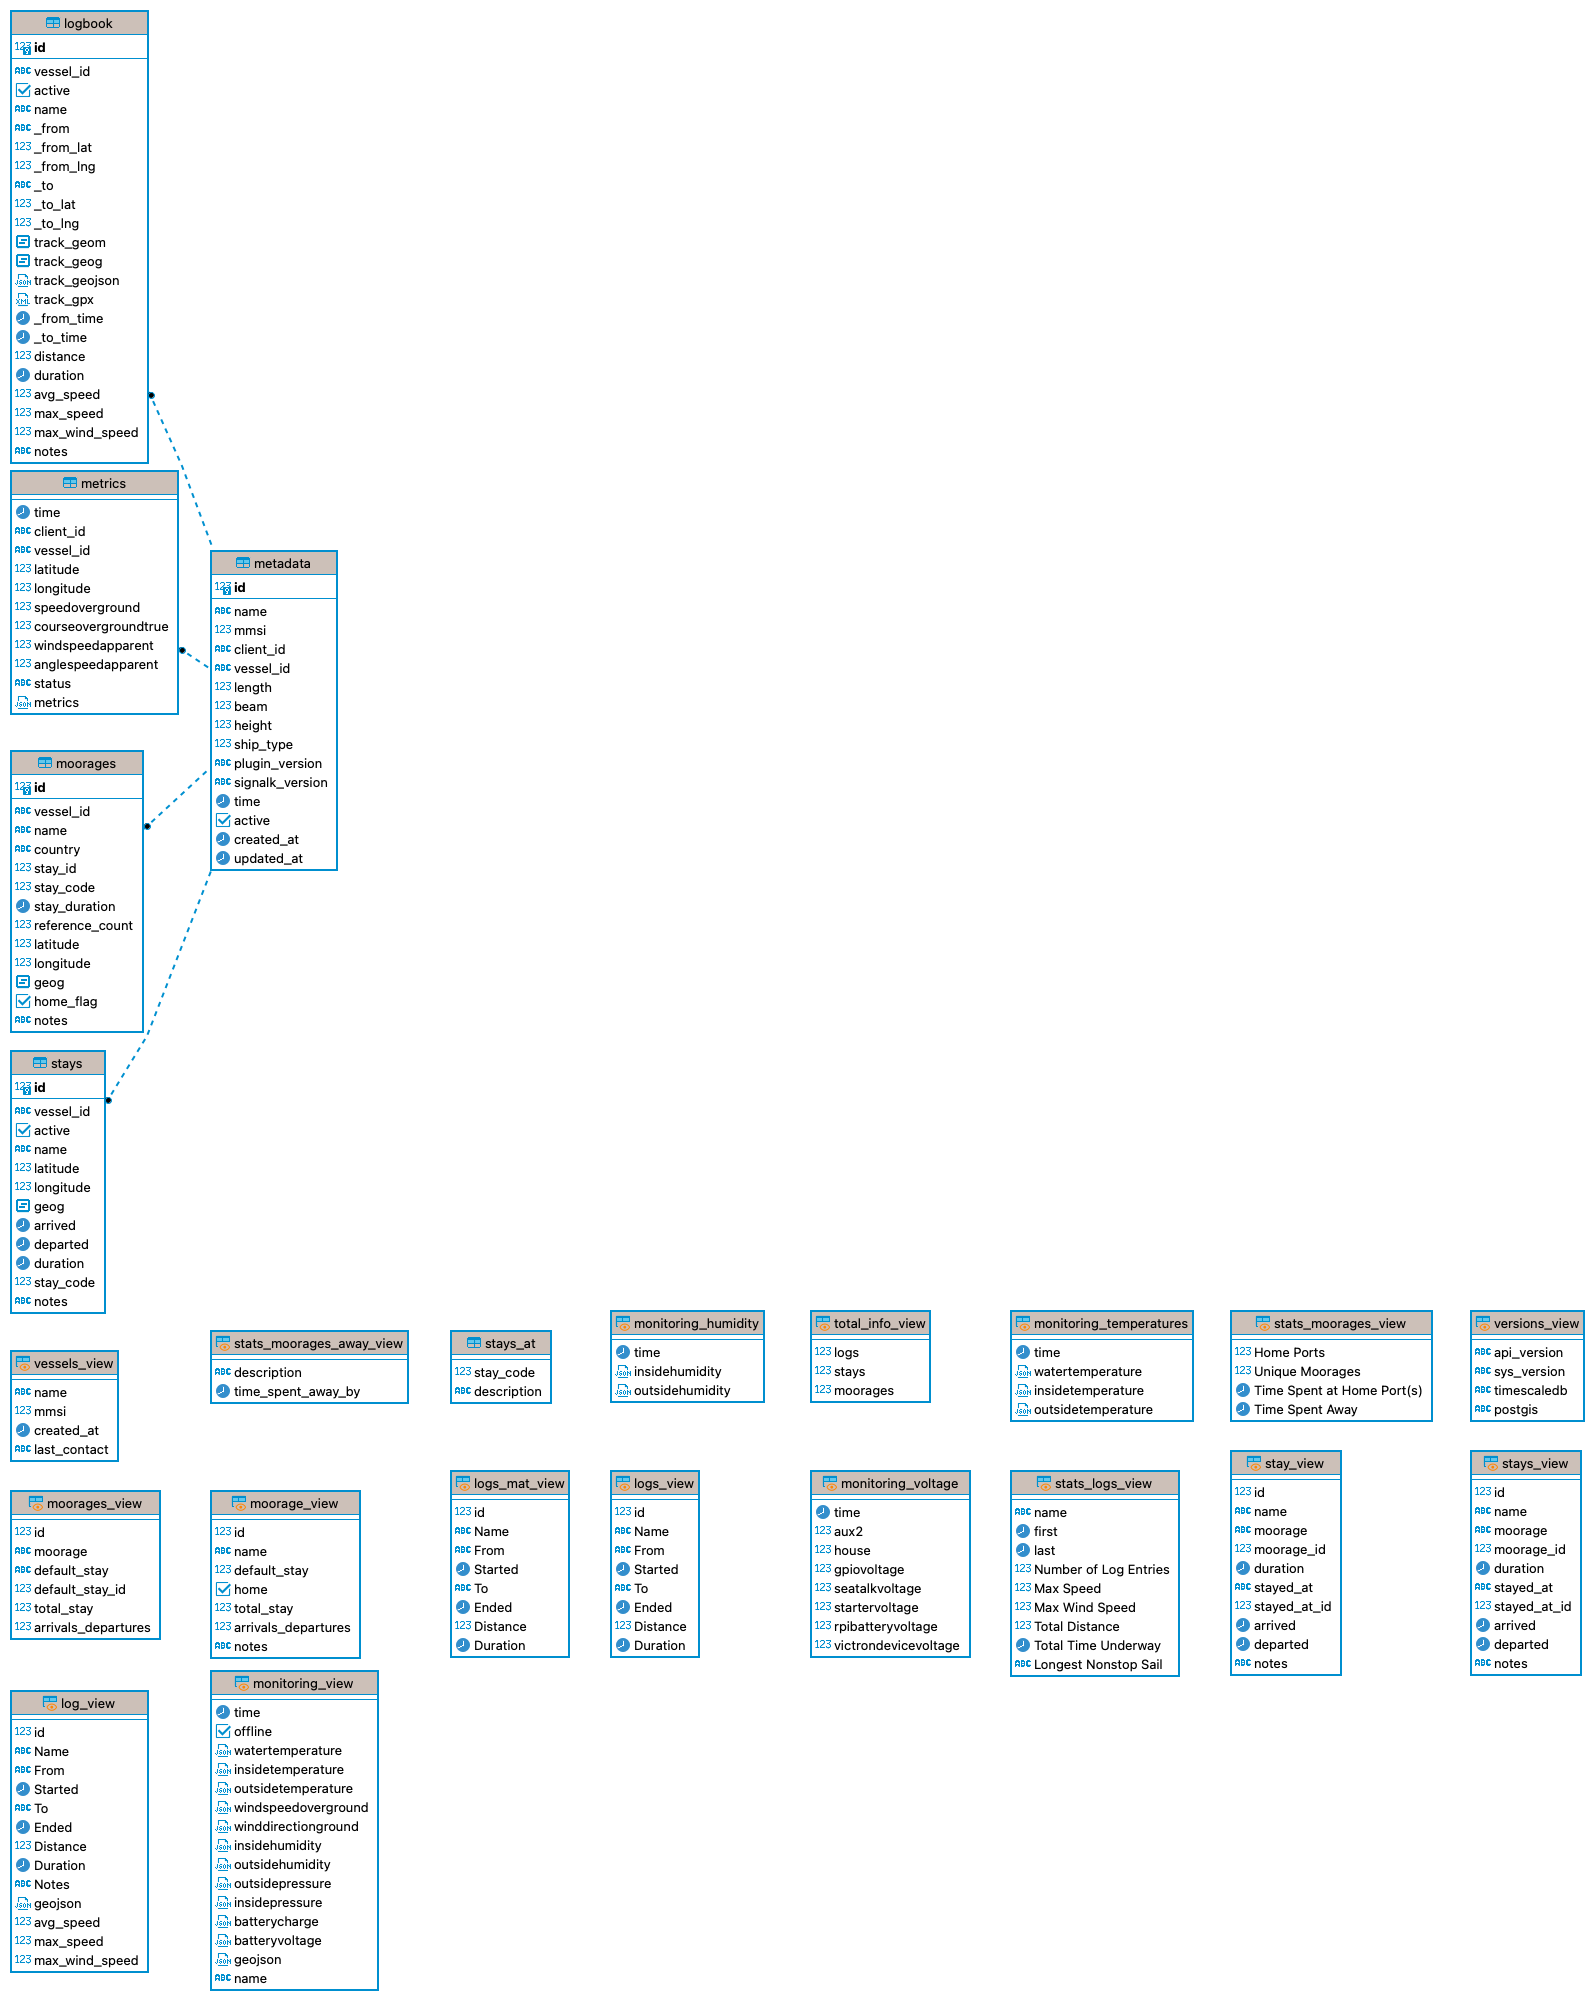 logbook
id
vessel_id
active
name
_from
_from_lat
_from_lng
_to
_to_lat
_to_lng
track_geom
track_geog
track_geojson
track_gpx
_from_time
_to_time
distance
duration
avg_speed
max_speed
max_wind_speed
notes
metrics
time
client_id
vessel_id
latitude
longitude
speedoverground
courseovergroundtrue
windspeedapparent
anglespeedapparent
status
metrics
metadata
id
name
mmsi
client_id
vessel_id
length
beam
height
ship_type
plugin_version
signalk_version
time
active
created_at
updated_at
moorages
id
vessel_id
name
country
stay_id
stay_code
stay_duration
reference_count
latitude
longitude
geog
home_flag
notes
stays
id
vessel_id
active
name
latitude
longitude
geog
arrived
departed
duration
stay_code
notes
vessels_view
name
mmsi
created_at
last_contact
stats_moorages_away_view
description
time_spent_away_by
stays_at
stay_code
description
monitoring_humidity
time
insidehumidity
outsidehumidity
total_info_view
logs
stays
moorages
monitoring_temperatures
time
watertemperature
insidetemperature
outsidetemperature
stats_moorages_view
Home Ports
Unique Moorages
Time Spent at Home Port(s)
Time Spent Away
versions_view
api_version
sys_version
timescaledb
postgis
moorages_view
id
moorage
default_stay
default_stay_id
total_stay
arrivals_departures
moorage_view
id
name
default_stay
home
total_stay
arrivals_departures
notes
logs_mat_view
id
Name
From
Started
To
Ended
Distance
Duration
logs_view
id
Name
From
Started
To
Ended
Distance
Duration
monitoring_voltage
time
aux2
house
gpiovoltage
seatalkvoltage
startervoltage
rpibatteryvoltage
victrondevicevoltage
stats_logs_view
name
first
last
Number of Log Entries
Max Speed
Max Wind Speed
Total Distance
Total Time Underway
Longest Nonstop Sail
stay_view
id
name
moorage
moorage_id
duration
stayed_at
stayed_at_id
arrived
departed
notes
stays_view
id
name
moorage
moorage_id
duration
stayed_at
stayed_at_id
arrived
departed
notes
log_view
id
Name
From
Started
To
Ended
Distance
Duration
Notes
geojson
avg_speed
max_speed
max_wind_speed
monitoring_view
time
offline
watertemperature
insidetemperature
outsidetemperature
windspeedoverground
winddirectionground
insidehumidity
outsidehumidity
outsidepressure
insidepressure
batterycharge
batteryvoltage
geojson
name